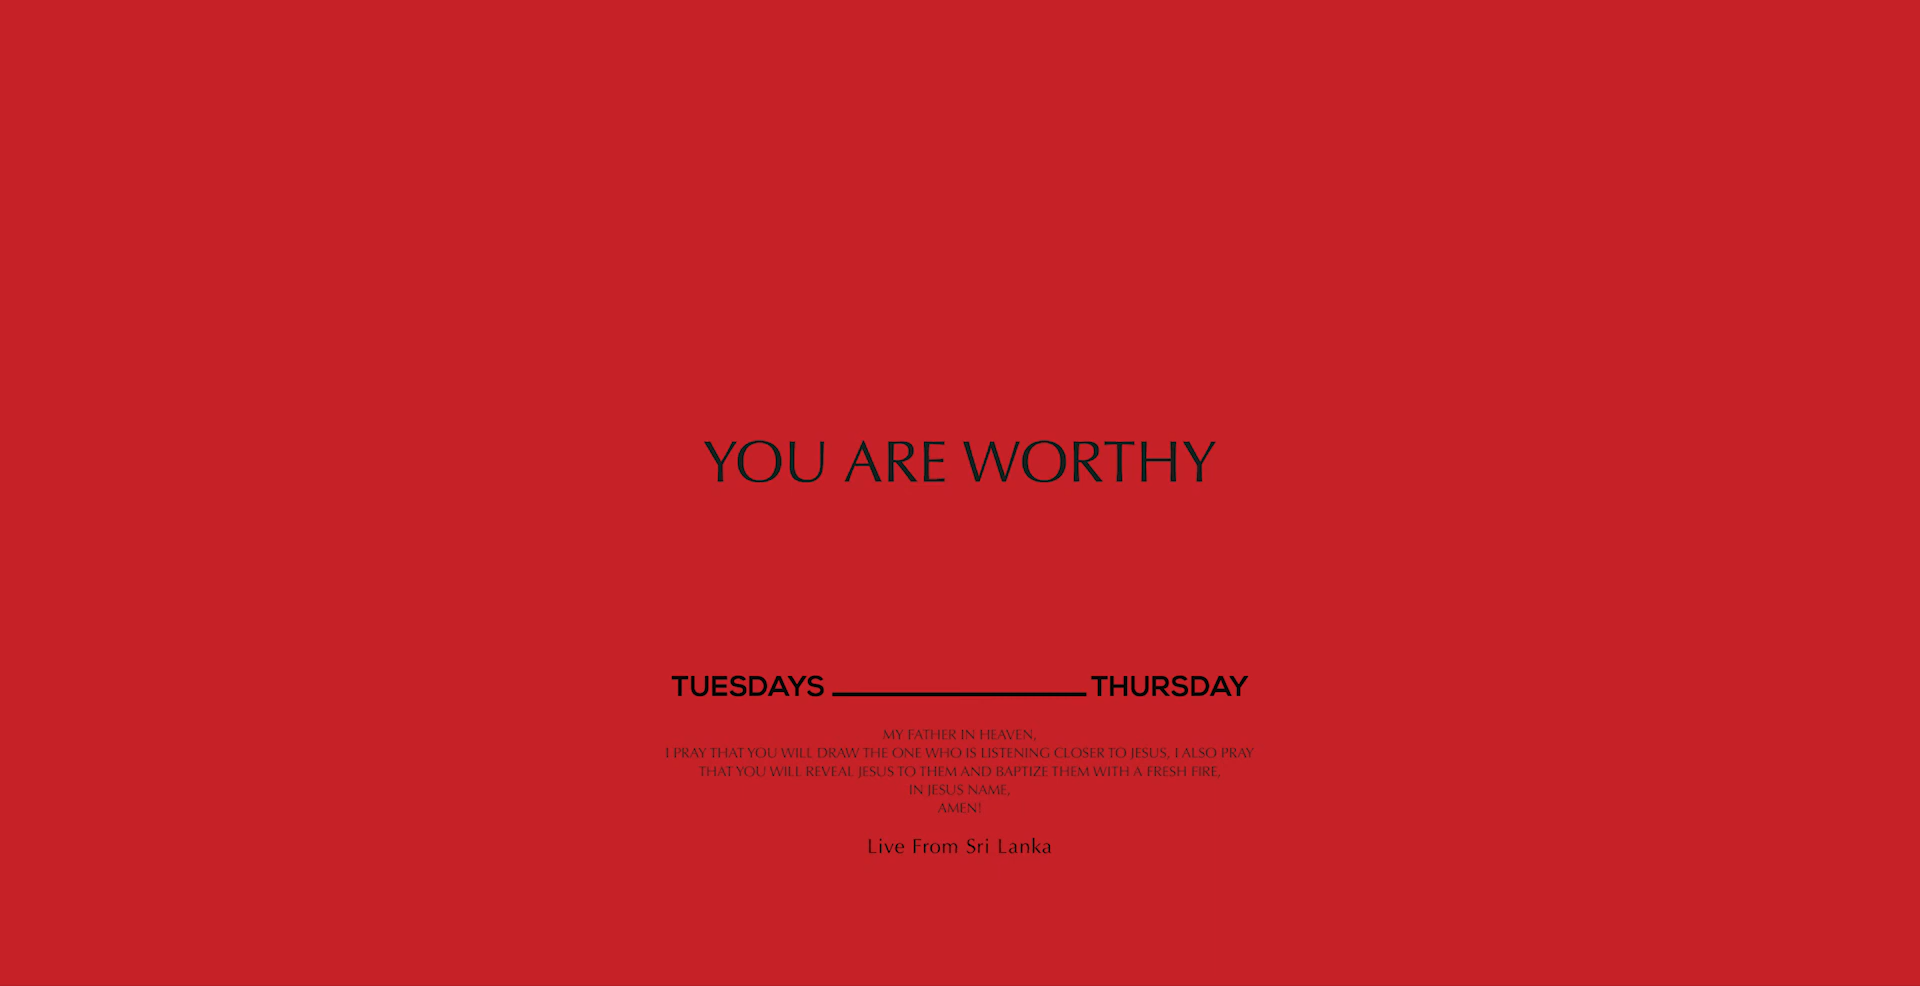 YOU ARE WORTHY
TUESDAYS ____________ THURSDAY
MY FATHER IN HEAVEN,
I PRAY THAT YOU WILL DRAW THE ONE WHO IS LISTENING CLOSER TO JESUS, I ALSO PRAY
THAT YOU WILL REVEAL JESUS TO THEM AND BAPTIZE THEM WITH A FRESH FIRE,
IN JESUS NAME,
AMEN!
Live From Sri Lanka